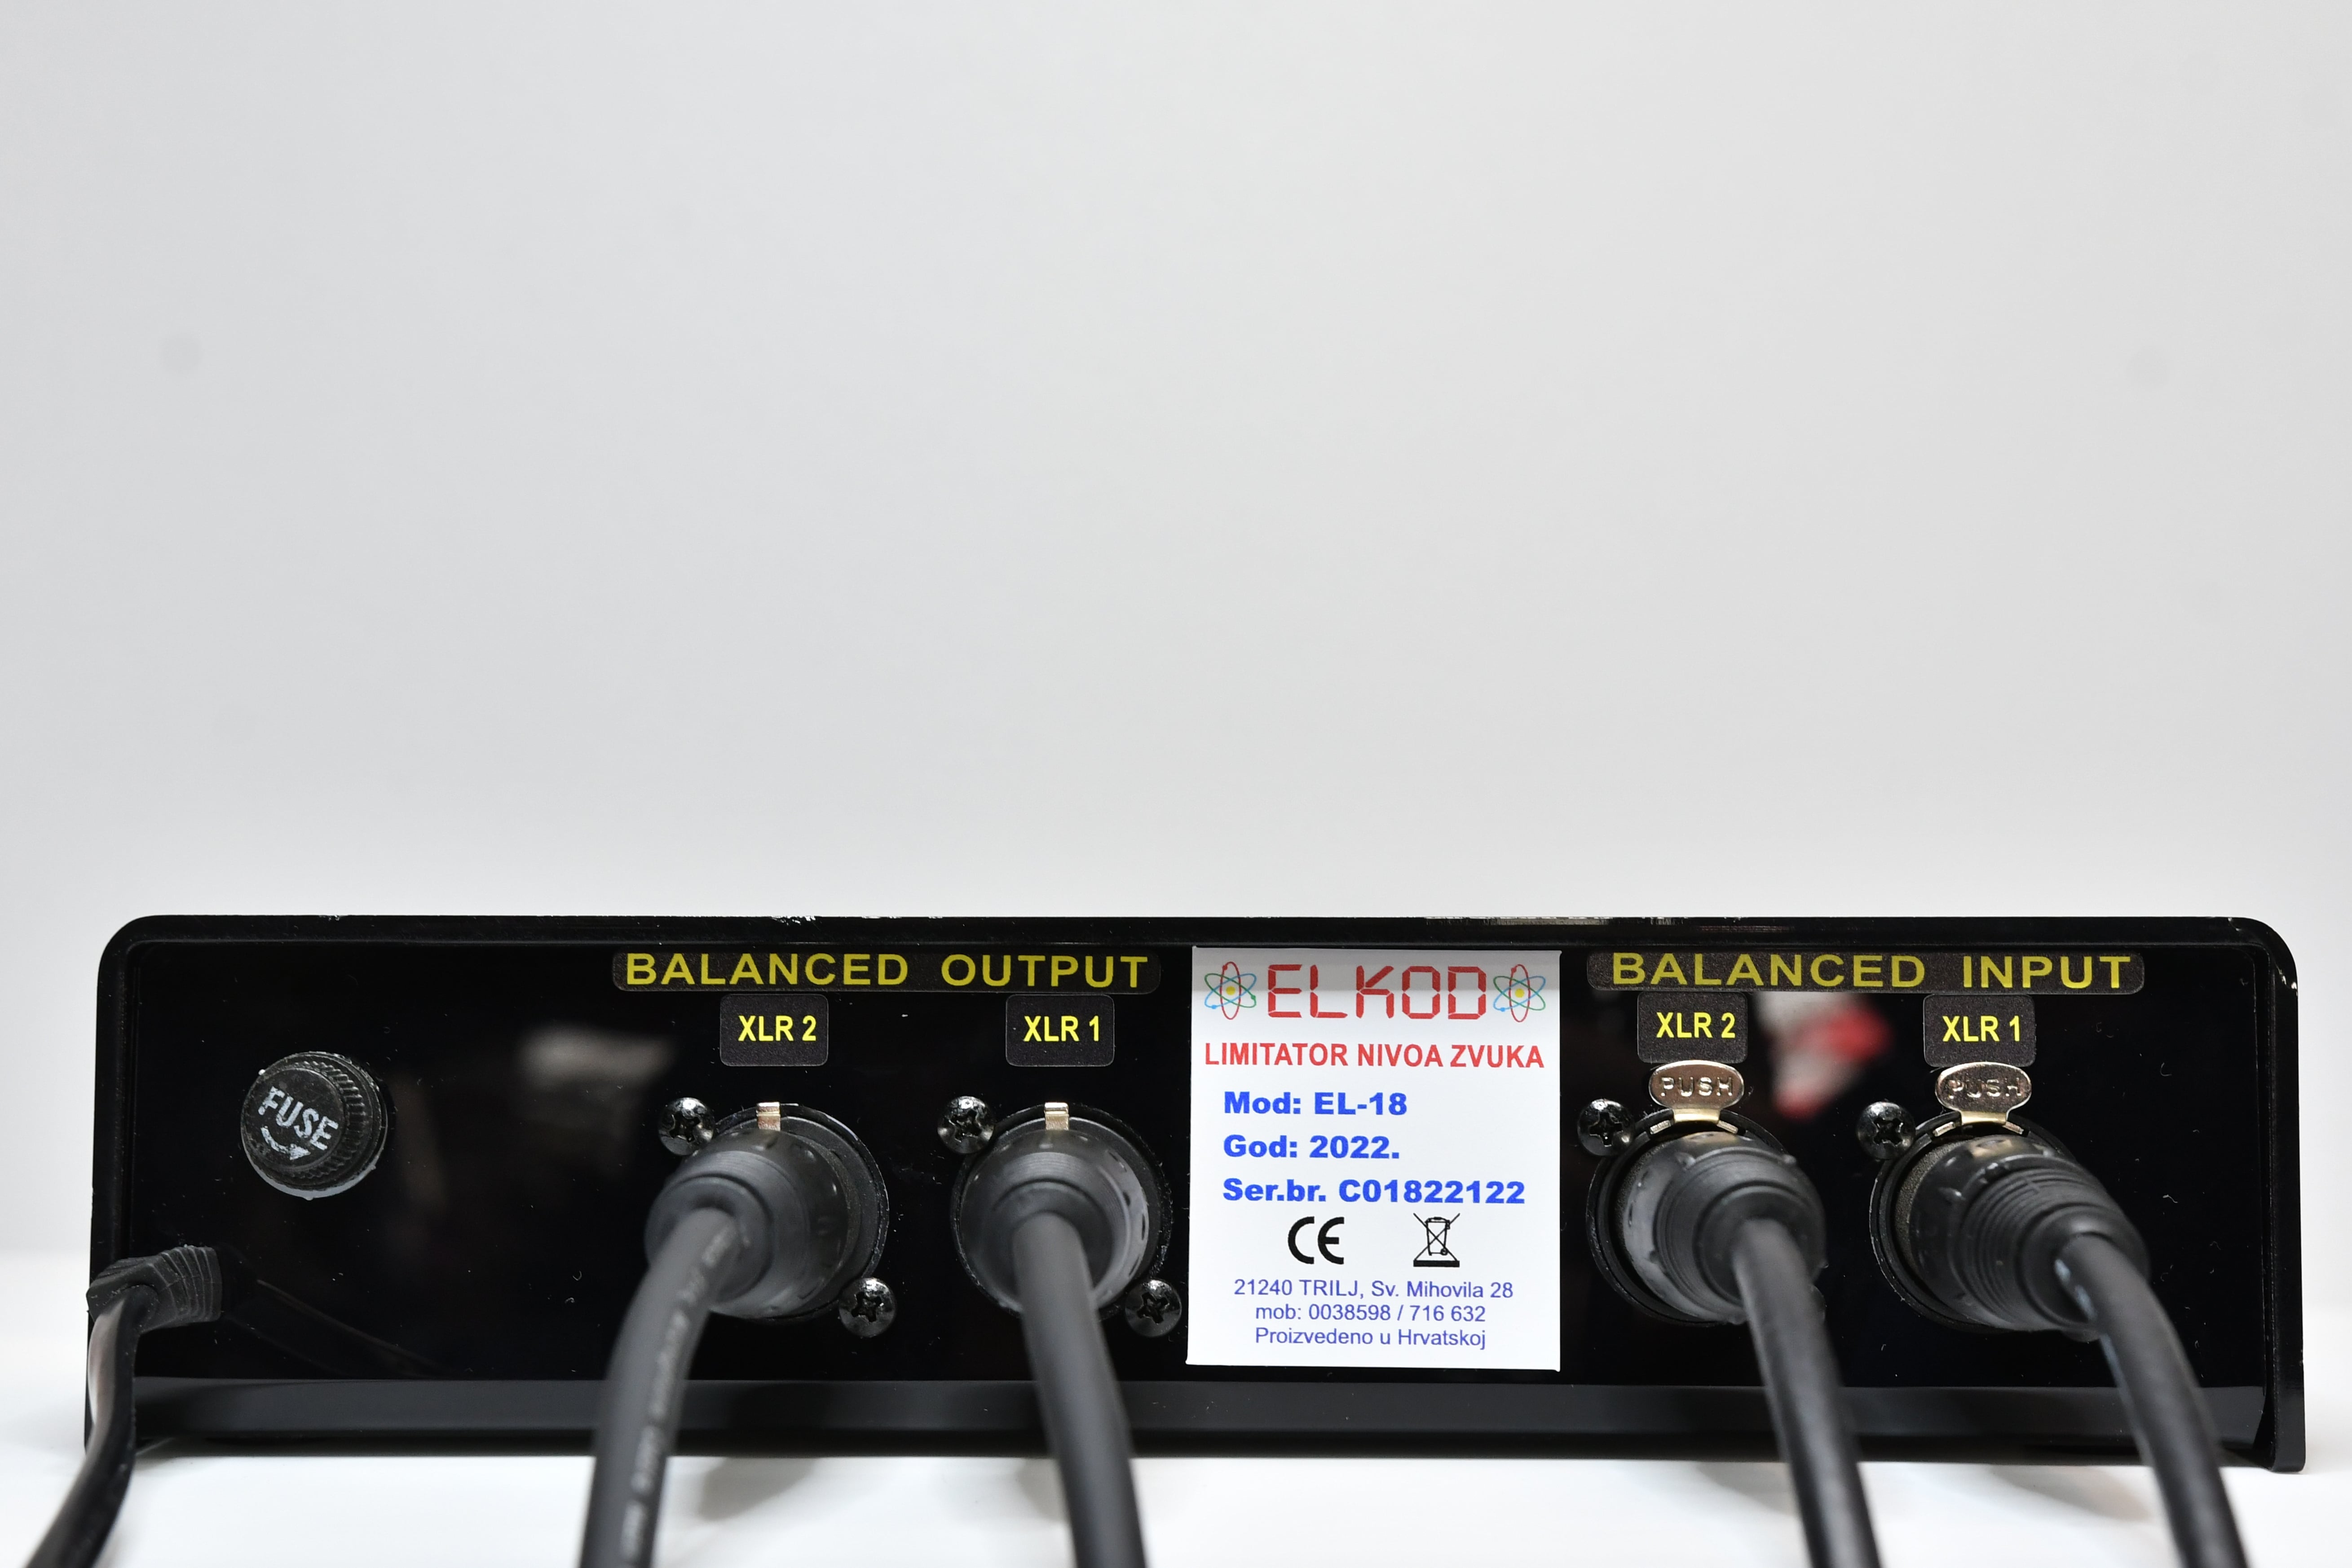 BALANCED OUTPUT
XLR 2
XLR 1
FUSE
ELKOD
LIMITATOR NIVOA ZVUKA
Mod: EL-18
God: 2022.
Ser.br. C01822122
CE
21240 TRILJ, Sv. Mihovila 28
mob: 0038598 / 716 632
Proizvedeno u Hrvatskoj
BALANCED INPUT
XLR 2
XLR 1
PUSH
PUSH